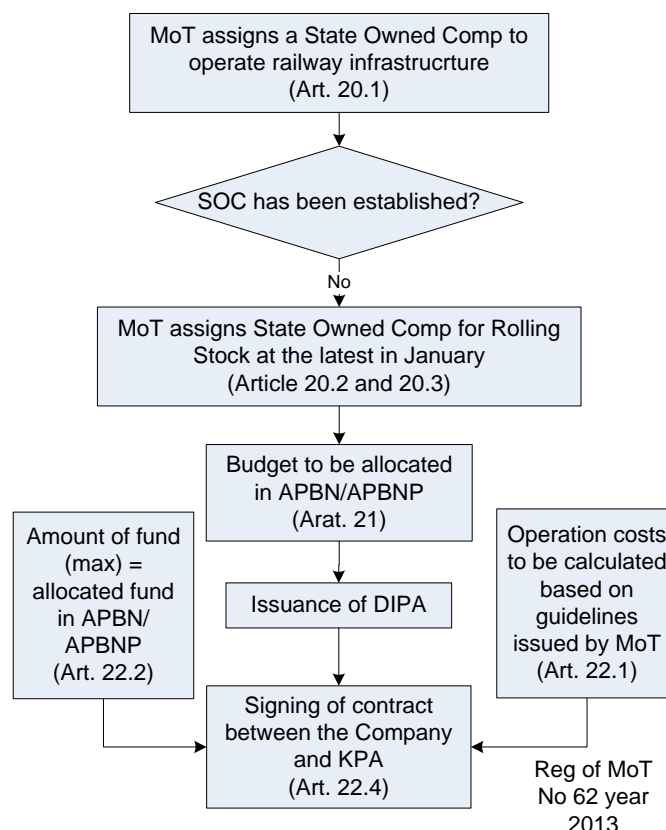 MoT assigns a State Owned Comp to
operate railway infrastrucrture
(Art. 20.1)
SOC has been established?
No
MoT assigns State Owned Comp for Rolling
Stock at the latest in January
(Article 20.2 and 20.3)
Budget to be allocated
in APBN/APBNP
(Arat. 21)
Amount of fund
(max) =
allocated fund
in APBN/
APBNP
(Art. 22.2)
Operation costs
to be calculated
based on
guidelines
issued by MoT
(Art. 22.1)
Issuance of DIPA
Signing of contract
between the Company
and KPA
(Art. 22.4)
Reg of MoT
No 62 year
2013